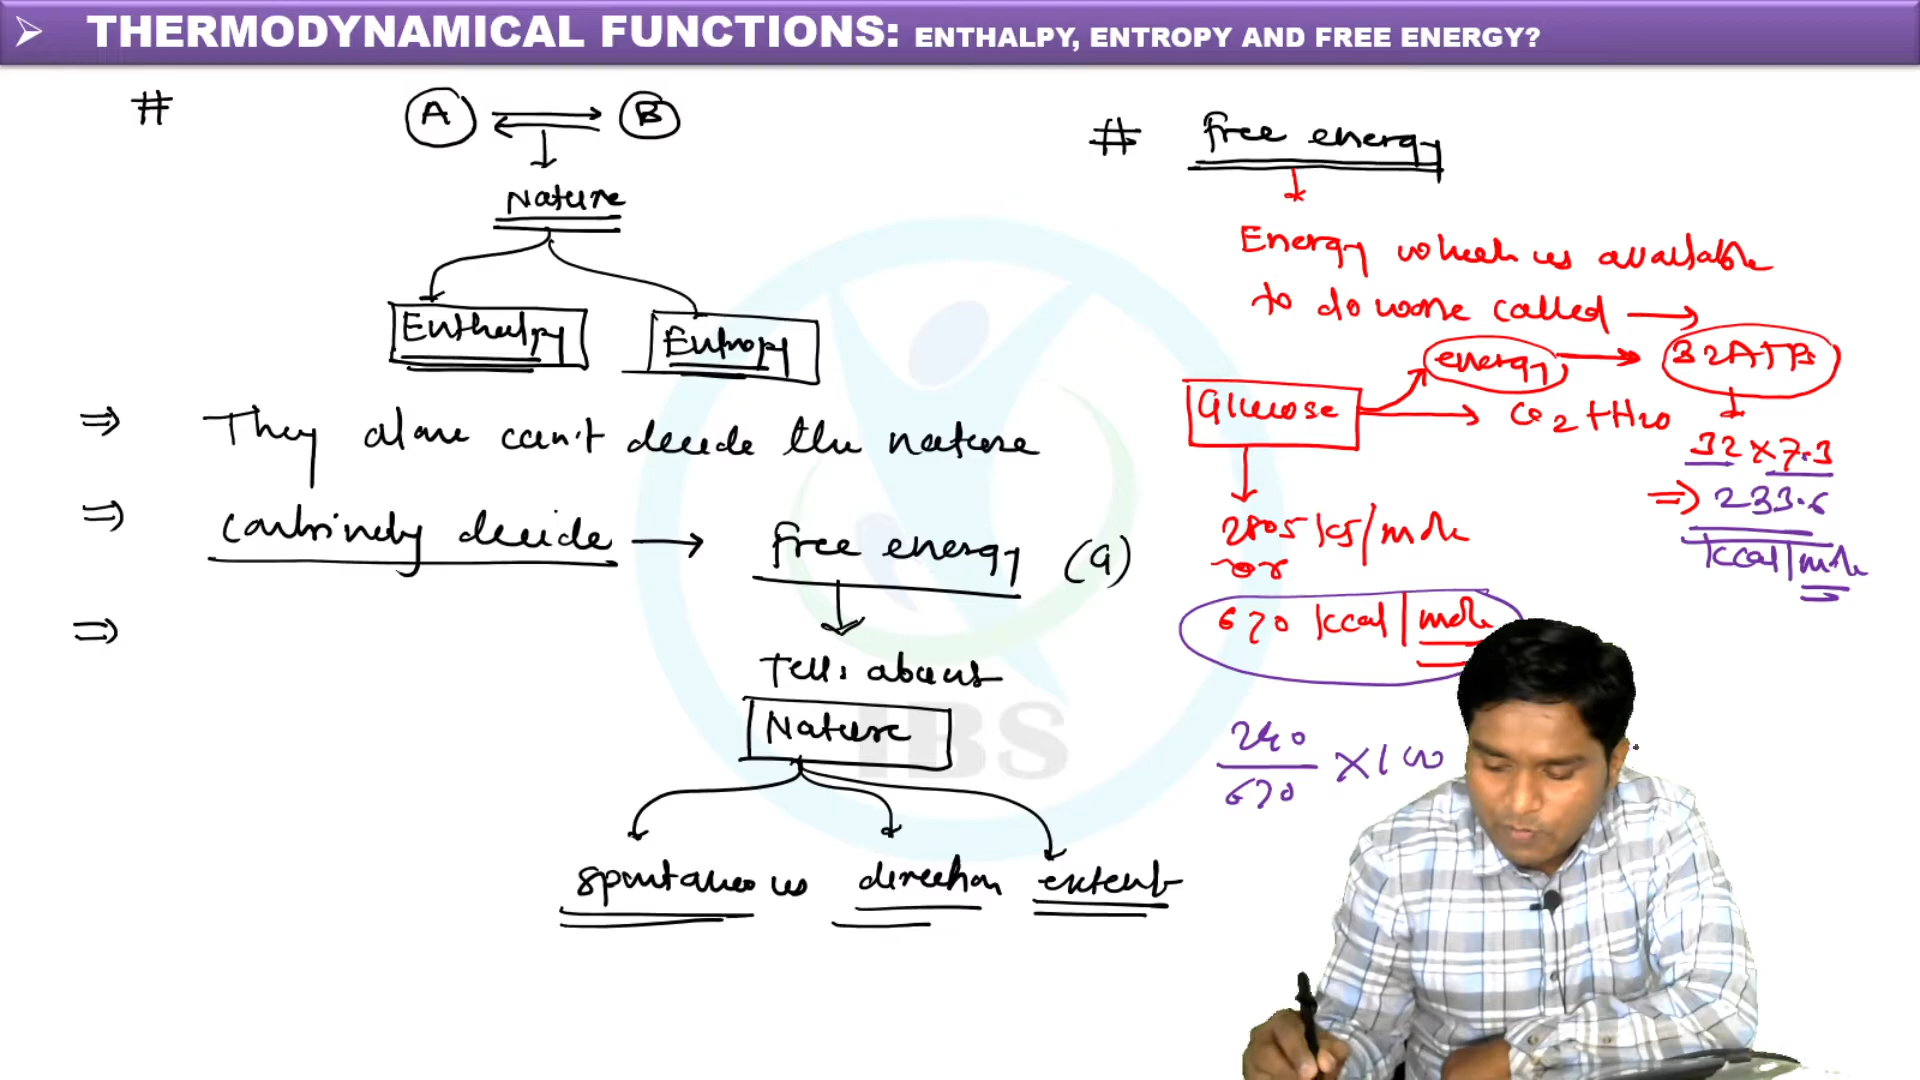 THERMODYNAMICAL FUNCTIONS: ENTHALPY, ENTROPY AND FREE ENERGY?
# A B
Nature
Enthalpy Entropy
⇒ They alone can't decide the nature
⇒ combinely decide → free energy (G)
⇒
Tells about
Nature
spontaneous direction extent
# free energy
Energy which is available
to do work called →
energy → 32 ATPs
Glucose → CO2 + H2O
32 × 7.3
⇒ 233.6
kcal/mole
2805 kJ/mole
or
670 kcal/mole
240
670
× 100
IBS